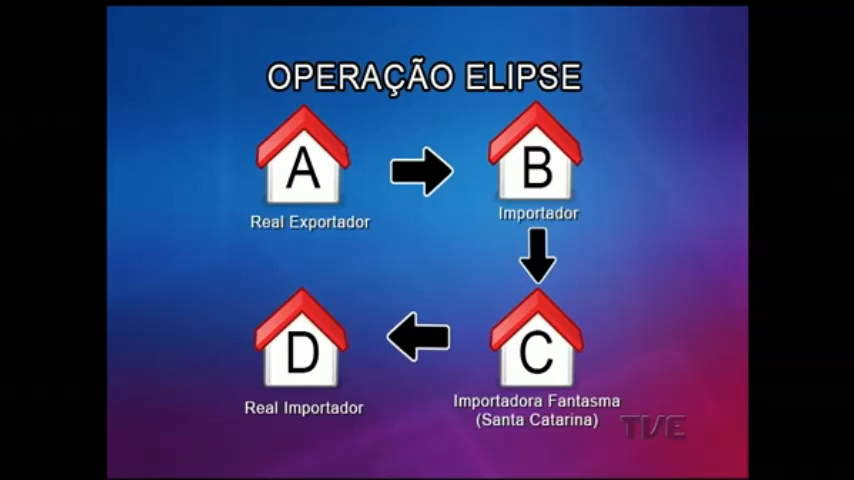 OPERAÇÃO ELIPSE
A
B
Real Exportador
Importador
D
C
Real Importador
Importadora Fantasma
(Santa Catarina)
TVE